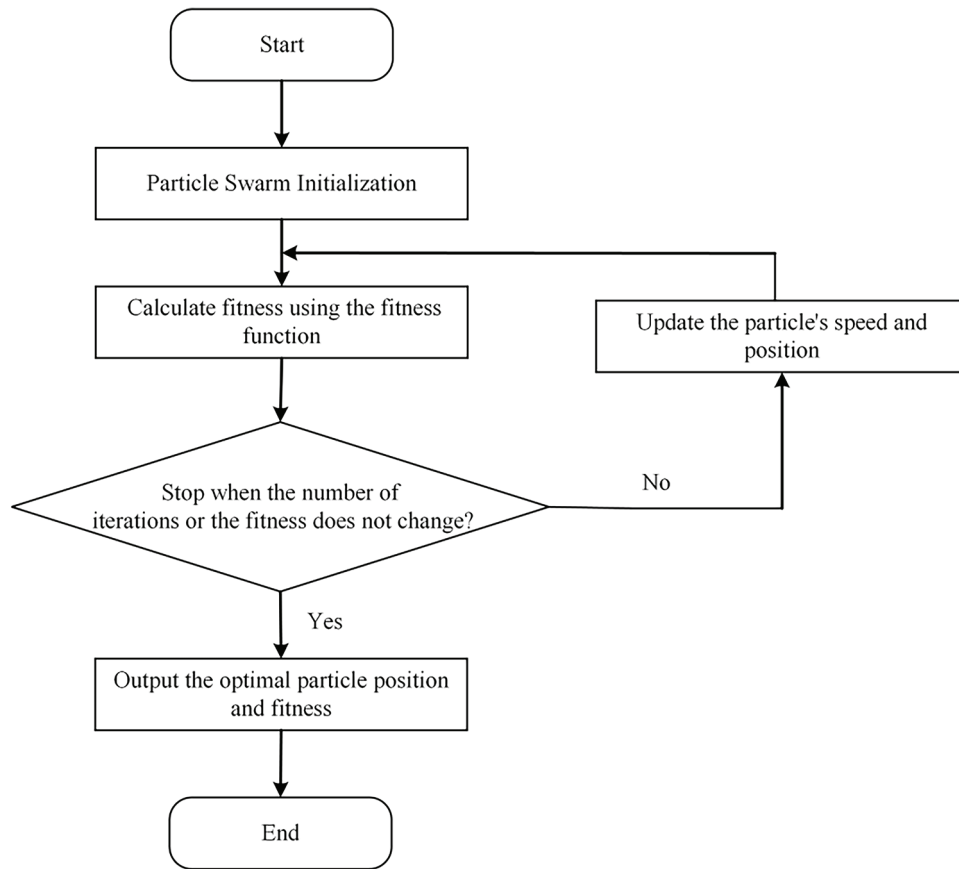 Start
Particle Swarm Initialization
Calculate fitness using the fitness
function
Update the particle's speed and
position
Stop when the number of
iterations or the fitness does not change?
No
Yes
Output the optimal particle position
and fitness
End